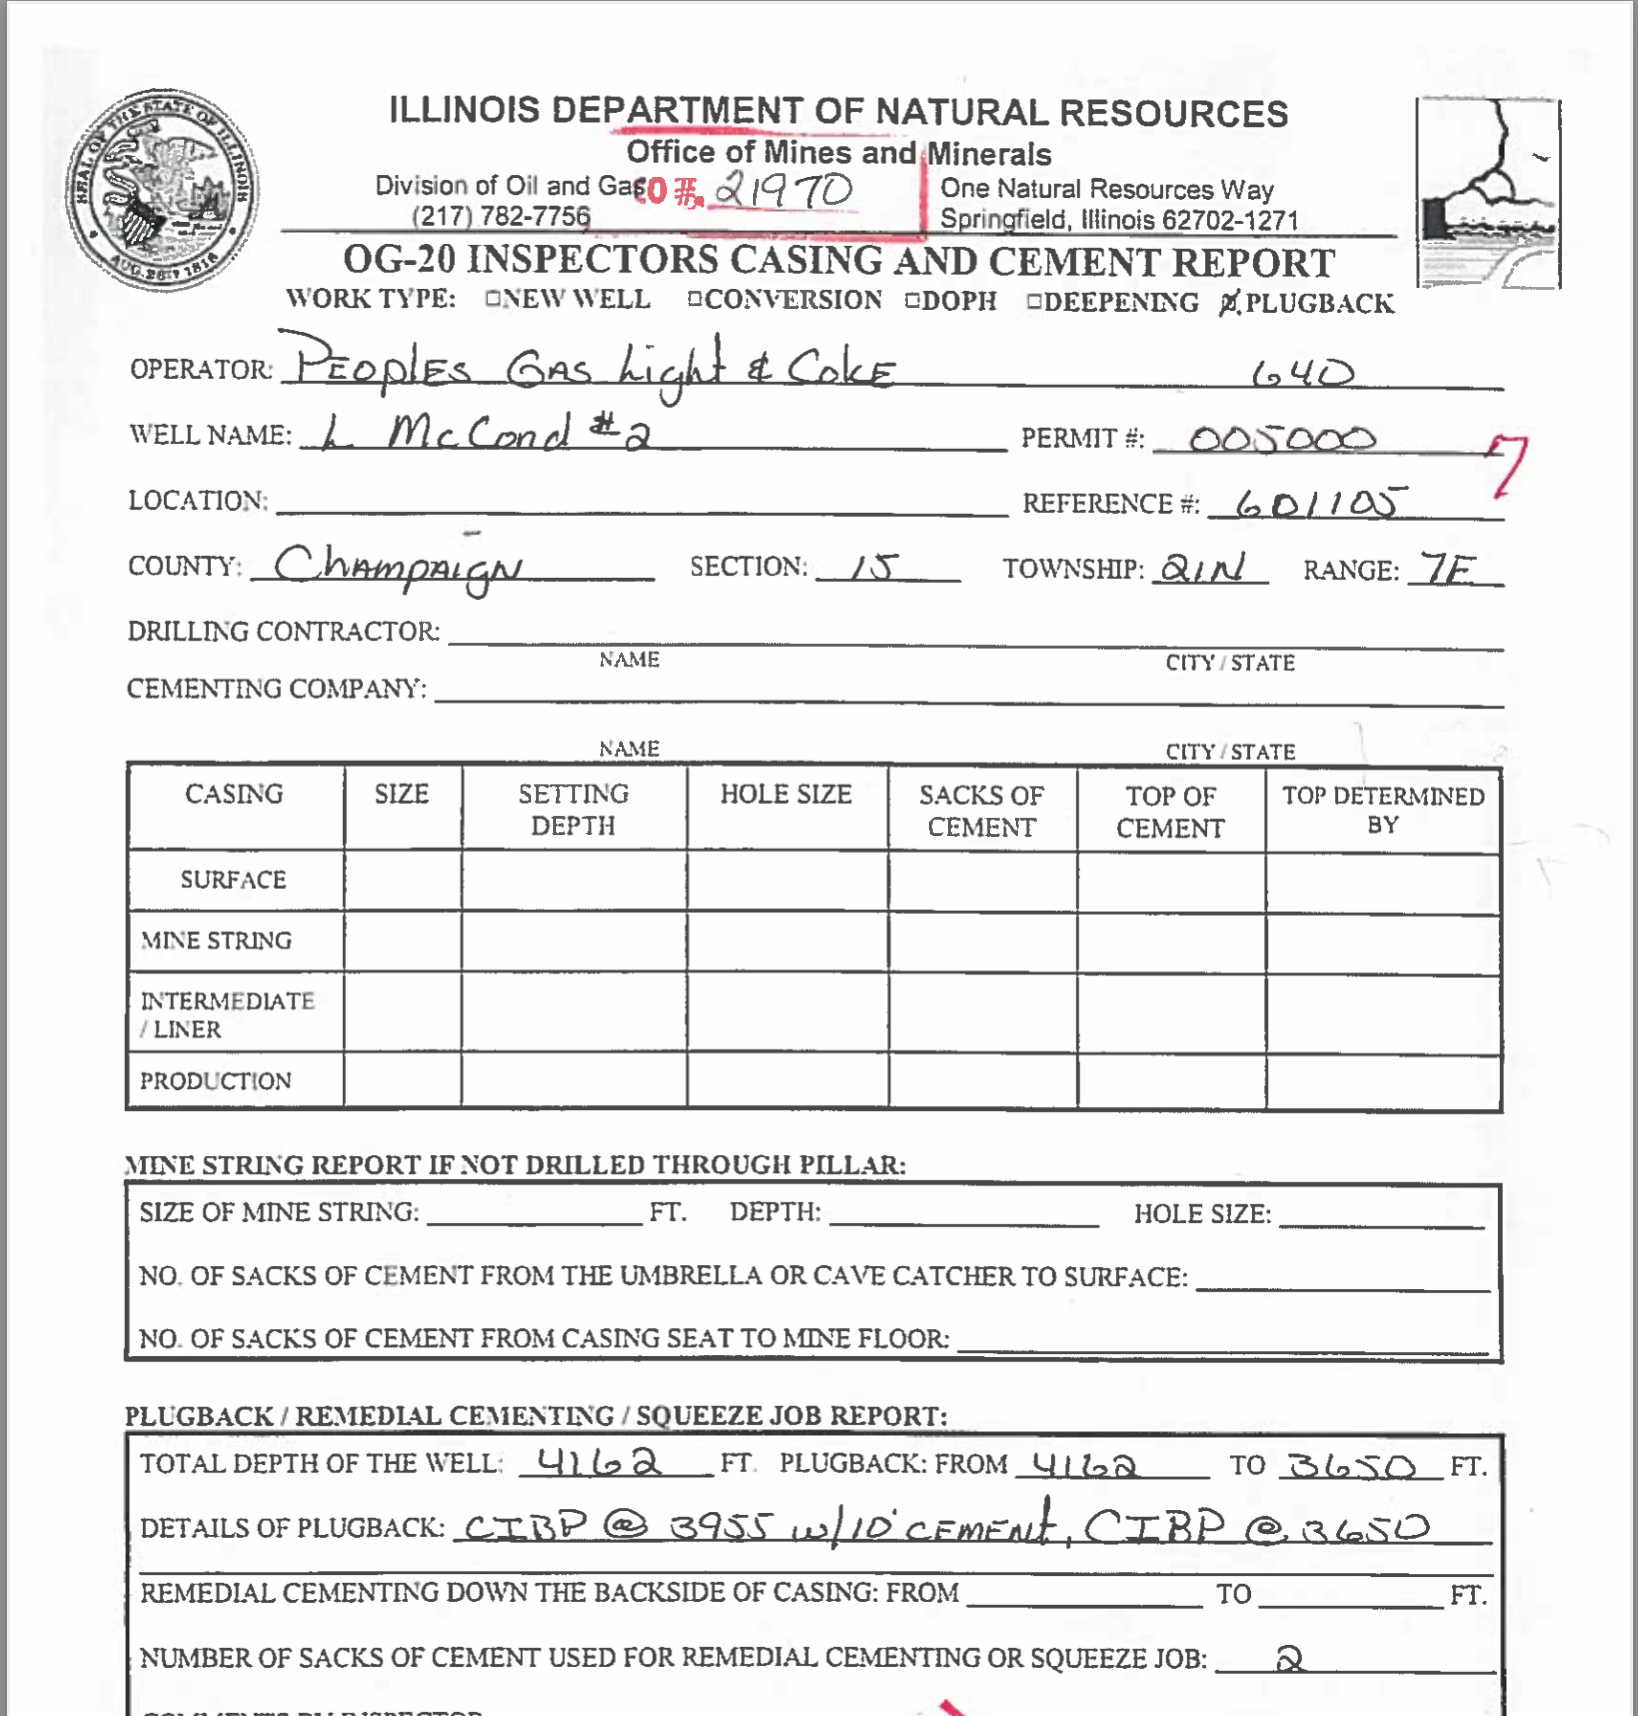 SEAL OF THE STATE OF ILLINOIS
AUG. 26TH 1818
ILLINOIS DEPARTMENT OF NATURAL RESOURCES
Office of Mines and Minerals
Division of Oil and Gas CO #. 21970 One Natural Resources Way
(217) 782-7756 Springfield, Illinois 62702-1271
OG-20 INSPECTORS CASING AND CEMENT REPORT
WORK TYPE: □NEW WELL □CONVERSION □DOPH □DEEPENING ☒PLUGBACK
OPERATOR: Peoples Gas Light & Coke 640
WELL NAME: L McCond #2 PERMIT #: 005000
7
LOCATION: REFERENCE #: 601105
COUNTY: Champaign SECTION: 15 TOWNSHIP: 21N RANGE: 7E
DRILLING CONTRACTOR:
NAME CITY / STATE
CEMENTING COMPANY:
NAME CITY / STATE
CASING SIZE SETTING DEPTH HOLE SIZE SACKS OF CEMENT TOP OF CEMENT TOP DETERMINED BY
SURFACE
MINE STRING
INTERMEDIATE / LINER
PRODUCTION
MINE STRING REPORT IF NOT DRILLED THROUGH PILLAR:
SIZE OF MINE STRING: FT. DEPTH: HOLE SIZE:
NO. OF SACKS OF CEMENT FROM THE UMBRELLA OR CAVE CATCHER TO SURFACE:
NO. OF SACKS OF CEMENT FROM CASING SEAT TO MINE FLOOR:
PLUGBACK / REMEDIAL CEMENTING / SQUEEZE JOB REPORT:
TOTAL DEPTH OF THE WELL: 4162 FT. PLUGBACK: FROM 4162 TO 3650 FT.
DETAILS OF PLUGBACK: CIBP @ 3955 w/10' CEMENT, CIBP @ 3650
REMEDIAL CEMENTING DOWN THE BACKSIDE OF CASING: FROM TO FT.
NUMBER OF SACKS OF CEMENT USED FOR REMEDIAL CEMENTING OR SQUEEZE JOB: 2